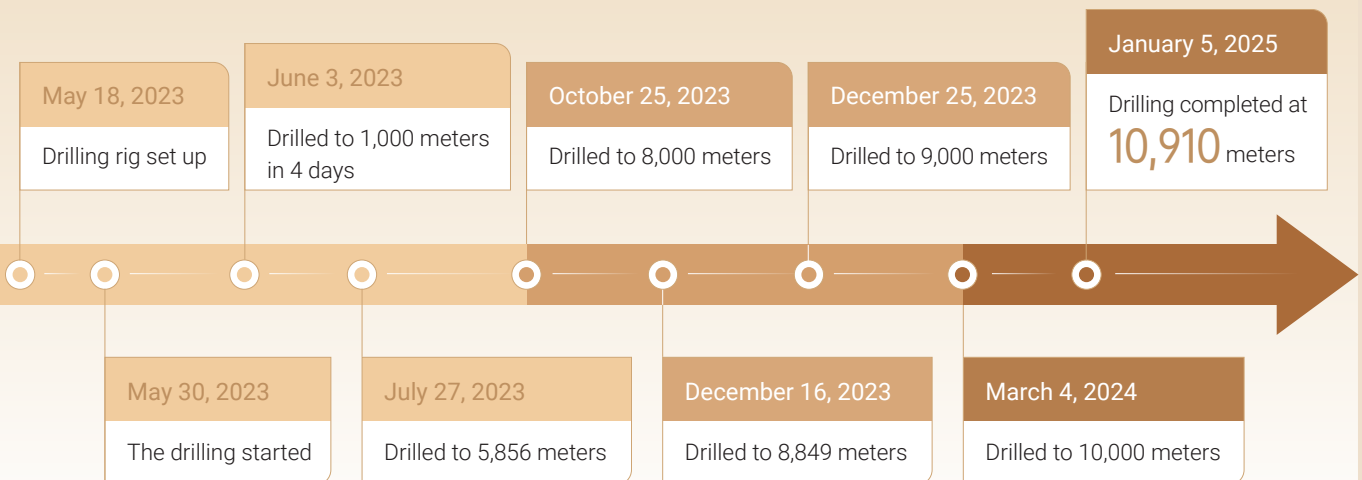 May 18, 2023
Drilling rig set up
June 3, 2023
Drilled to 1,000 meters
in 4 days
October 25, 2023
Drilled to 8,000 meters
December 25, 2023
Drilled to 9,000 meters
January 5, 2025
Drilling completed at
10,910 meters
May 30, 2023
The drilling started
July 27, 2023
Drilled to 5,856 meters
December 16, 2023
Drilled to 8,849 meters
March 4, 2024
Drilled to 10,000 meters